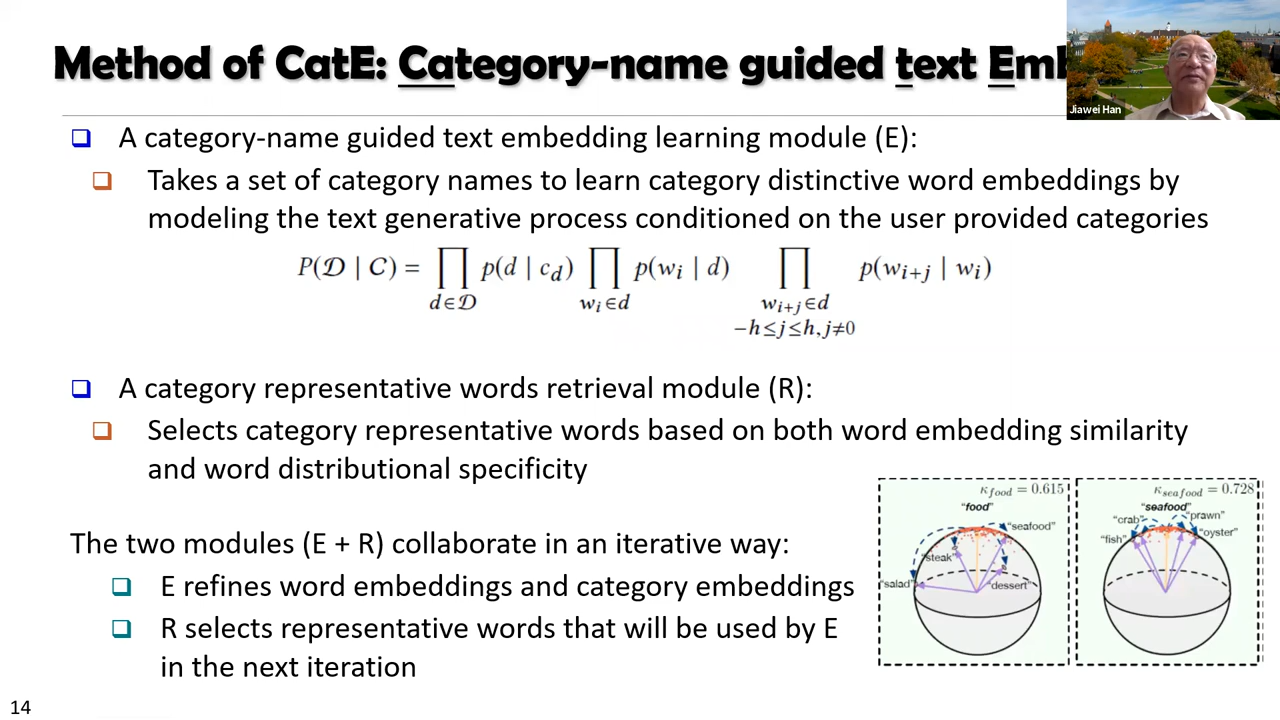 Method of CatE: Category-name guided text Emb
Jiawei Han
A category-name guided text embedding learning module (E):
Takes a set of category names to learn category distinctive word embeddings by
modeling the text generative process conditioned on the user provided categories
P(𝒟 | C) = ∏ p(d | c_d) ∏ p(w_i | d) ∏ p(w_{i+j} | w_i)
d∈𝒟 w_i∈d w_{i+j}∈d
−h≤j≤h, j≠0
A category representative words retrieval module (R):
Selects category representative words based on both word embedding similarity
and word distributional specificity
κ_food = 0.615
"food"
"seafood"
"steak"
"salad"
"dessert"
κ_seafood = 0.728
"seafood"
"crab"
"prawn"
"fish"
"oyster"
The two modules (E + R) collaborate in an iterative way:
E refines word embeddings and category embeddings
R selects representative words that will be used by E
in the next iteration
14